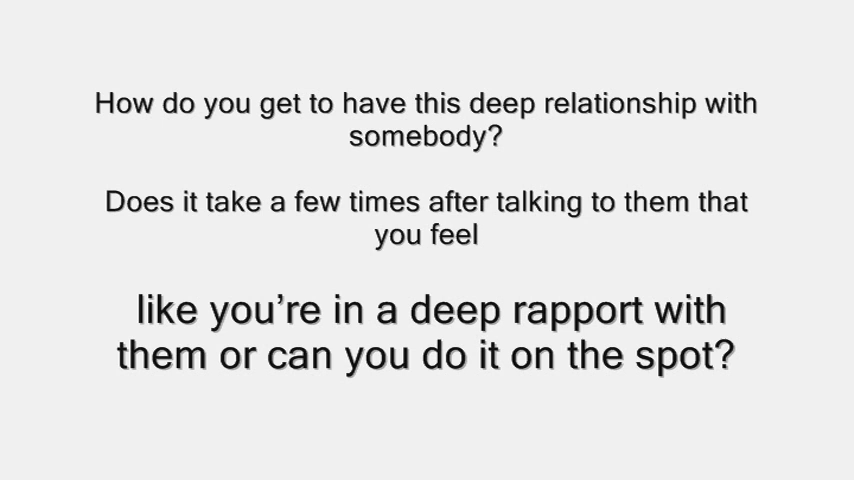 How do you get to have this deep relationship with
somebody?
Does it take a few times after talking to them that
you feel
like you’re in a deep rapport with
them or can you do it on the spot?